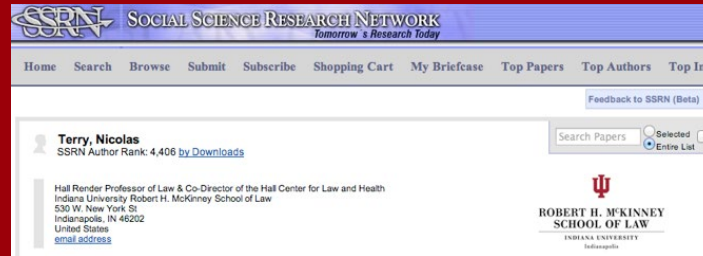 SSRN SOCIAL SCIENCE RESEARCH NETWORK
Tomorrow's Research Today
Home Search Browse Submit Subscribe Shopping Cart My Briefcase Top Papers Top Authors Top In
Feedback to SSRN (Beta)
Terry, Nicolas
SSRN Author Rank: 4,406 by Downloads
Search Papers Selected
Entire List
Hall Render Professor of Law & Co-Director of the Hall Center for Law and Health
Indiana University Robert H. McKinney School of Law
530 W. New York St
Indianapolis, IN 46202
United States
email address
ROBERT H. McKINNEY
SCHOOL OF LAW
INDIANA UNIVERSITY
Indianapolis